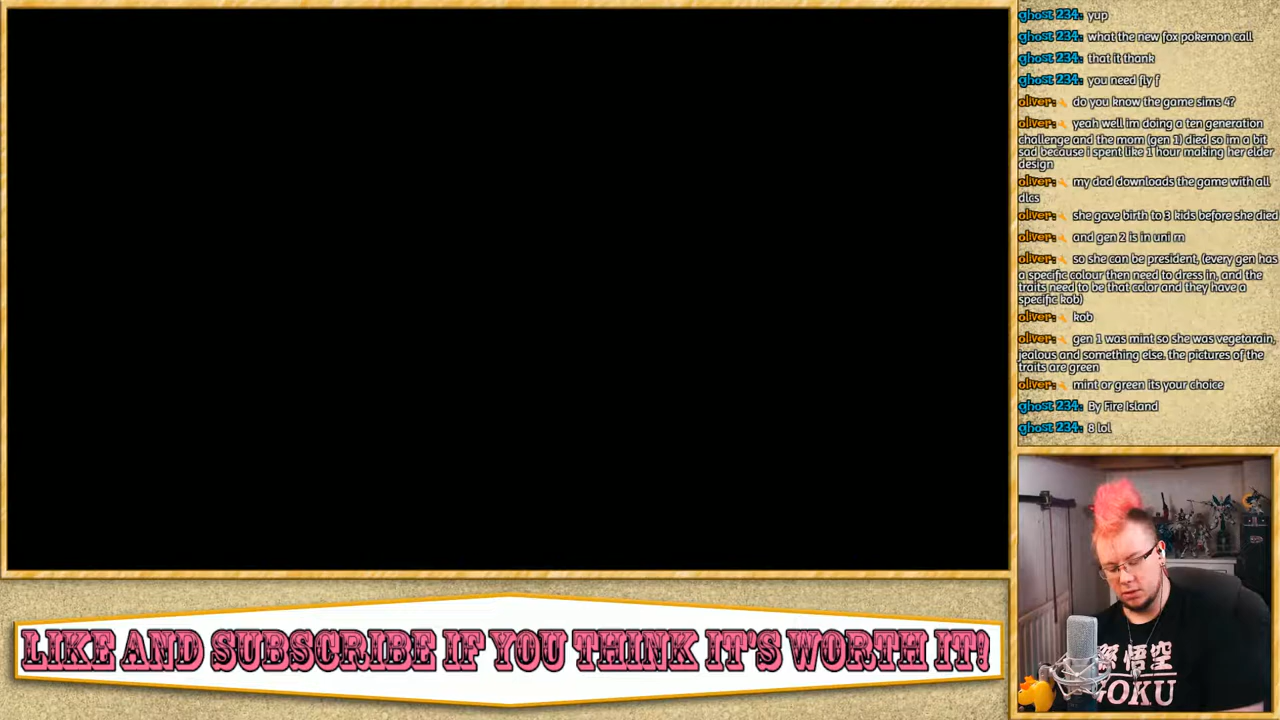 ghost 234: yup
ghost 234: what the new fox pokemon call
ghost 234: that it thank
ghost 234: you need fly f
oliver: do you know the game sims 4?
oliver: yeah well im doing a ten generation
challenge and the mom (gen 1) died so im a bit
sad because i spent like 1 hour making her elder
design
oliver: my dad downloads the game with all
dlcs
oliver: she gave birth to 3 kids before she died
oliver: and gen 2 is in uni rn
oliver: so she can be president, (every gen has
a specific colour then need to dress in, and the
traits need to be that color and they have a
specific kob)
oliver: kob
oliver: gen 1 was mint so she was vegetarain,
jealous and something else. the pictures of the
traits are green
oliver: mint or green its your choice
ghost 234: By Fire Island
ghost 234: 8 lol
LIKE AND SUBSCRIBE IF YOU THINK IT'S WORTH IT!
孫悟空
GOKU